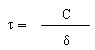 τ = C / δ